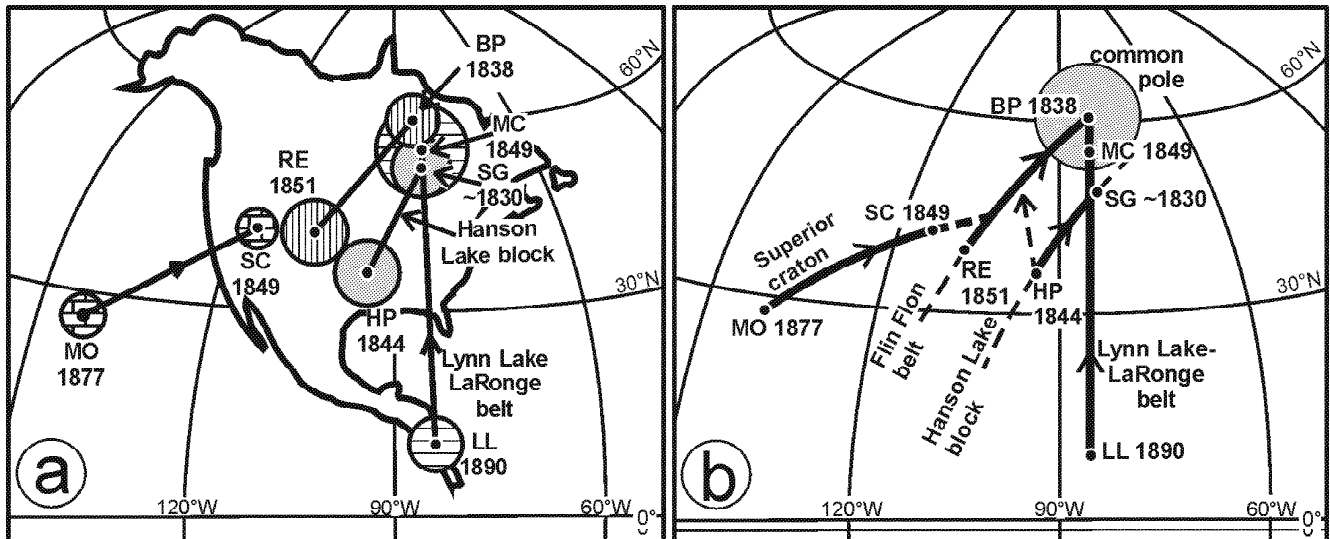 BP
1838
60°N
MC
1849
RE
1851
SG
~1830
Hanson
Lake block
SC
1849
30°N
HP
1844
MO
1877
Lynn Lake
LaRonge
belt
LL
1890
a
120°W
90°W
60°W
0°
common
pole
60°N
BP 1838
MC 1849
SG ~1830
SC 1849
Superior
craton
RE
1851
HP
1844
30°N
MO 1877
Flin Flon
belt
Hanson Lake
block
Lynn Lake-
LaRonge
belt
LL 1890
b
120°W
90°W
60°W
0°